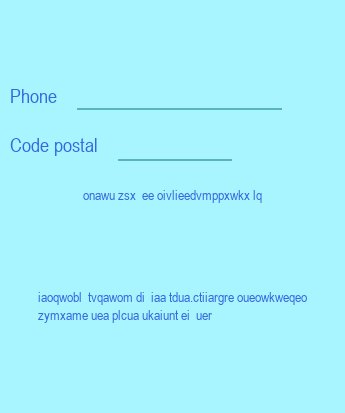 Phone
Code postal
onawu zsx ee oivlieedvmppxwkx lq
iaoqwobl tvqawom di iaa tdua.ctiiargre oueowkweqeo
zymxame uea plcua ukaiunt ei uer